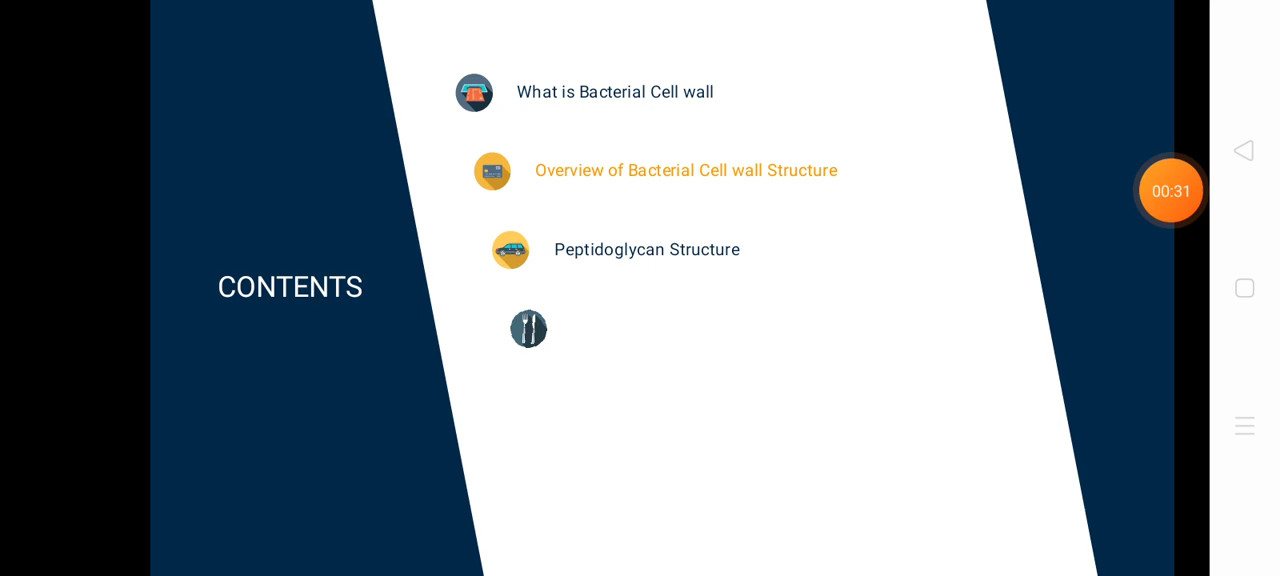 What is Bacterial Cell wall
Overview of Bacterial Cell wall Structure
00:31
Peptidoglycan Structure
CONTENTS